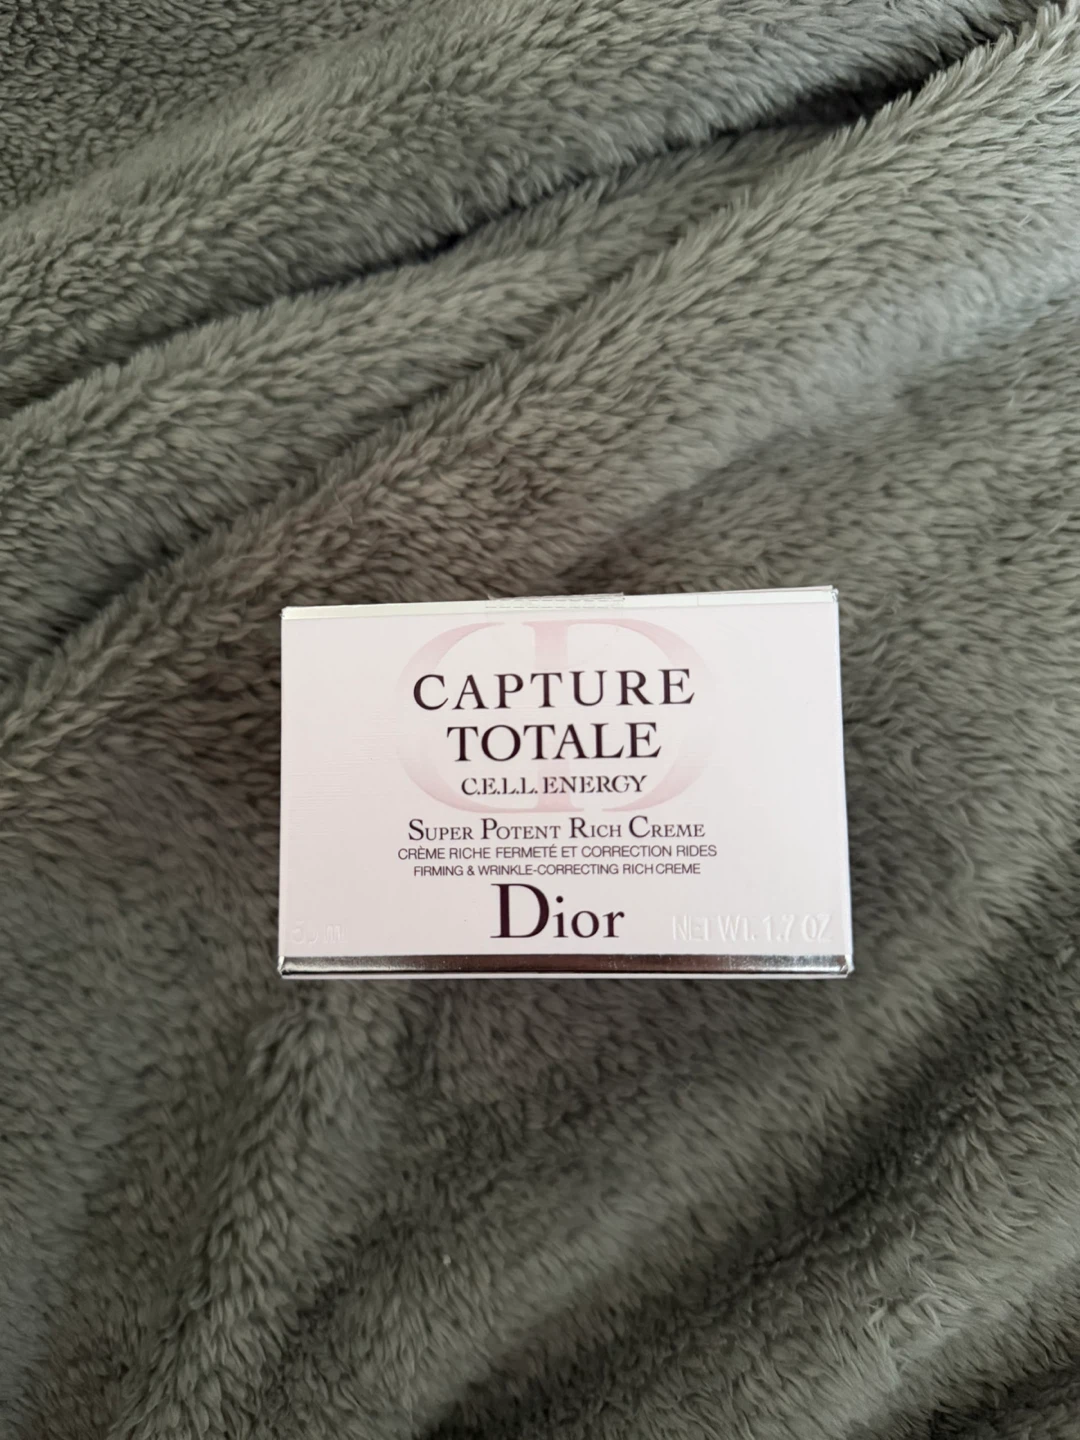 CAPTURE
TOTALE
C.E.L.L. ENERGY
SUPER POTENT RICH CREME
CRÈME RICHE FERMETÉ ET CORRECTION RIDES
FIRMING & WRINKLE-CORRECTING RICH CREME
Dior
NET WT. 1.7 OZ